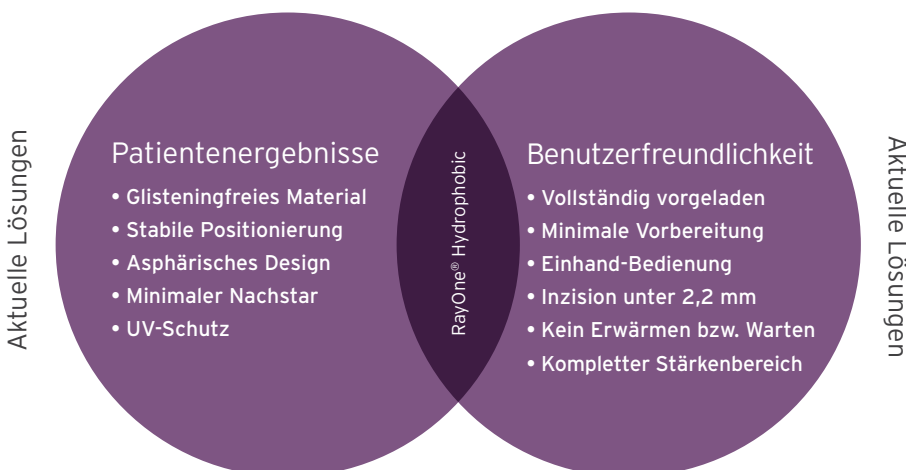 Aktuelle Lösungen
Patientenergebnisse
• Glisteningfreies Material
• Stabile Positionierung
• Asphärisches Design
• Minimaler Nachstar
• UV-Schutz
RayOne® Hydrophobic
Benutzerfreundlichkeit
• Vollständig vorgeladen
• Minimale Vorbereitung
• Einhand-Bedienung
• Inzision unter 2,2 mm
• Kein Erwärmen bzw. Warten
• Kompletter Stärkenbereich
Aktuelle Lösungen